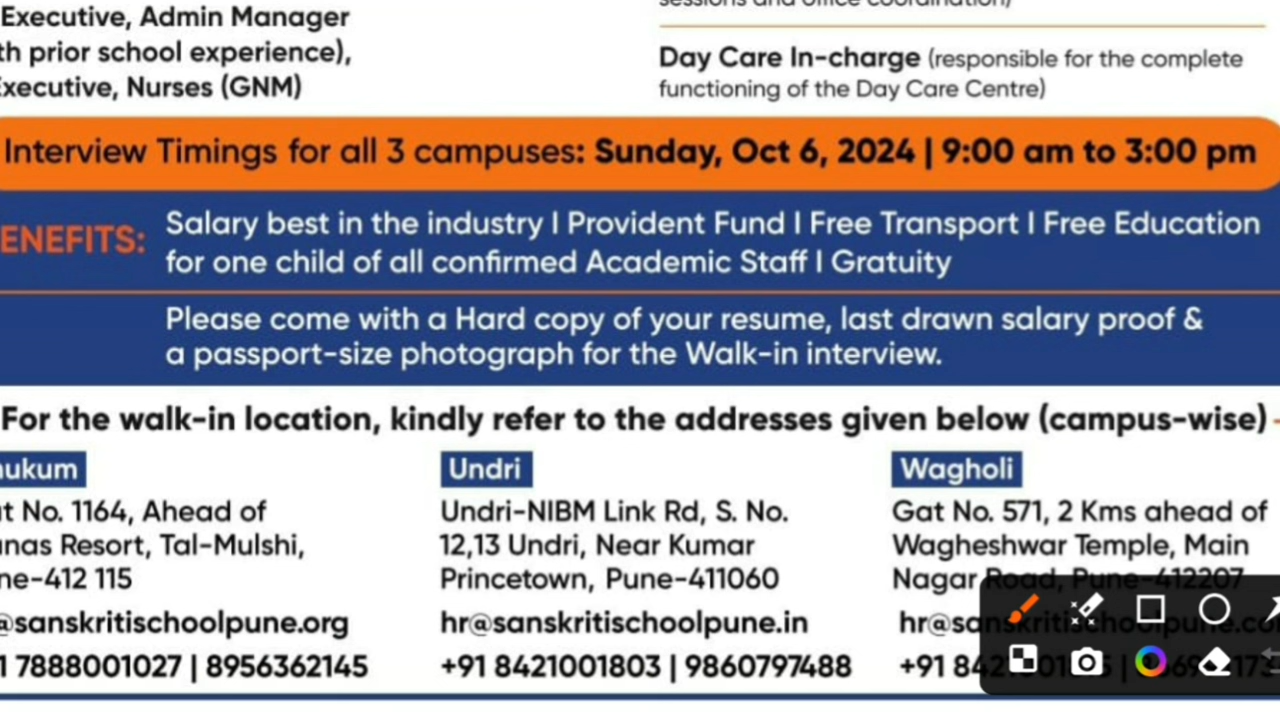 Executive, Admin Manager
th prior school experience),
Executive, Nurses (GNM)
Day Care In-charge (responsible for the complete
functioning of the Day Care Centre)
Interview Timings for all 3 campuses: Sunday, Oct 6, 2024 | 9:00 am to 3:00 pm
ENEFITS:
Salary best in the industry I Provident Fund I Free Transport I Free Education
for one child of all confirmed Academic Staff I Gratuity
Please come with a Hard copy of your resume, last drawn salary proof &
a passport-size photograph for the Walk-in interview.
For the walk-in location, kindly refer to the addresses given below (campus-wise)
ukum
t No. 1164, Ahead of
nas Resort, Tal-Mulshi,
ne-412 115
@sanskritischoolpune.org
1 7888001027 | 8956362145
Undri
Undri-NIBM Link Rd, S. No.
12,13 Undri, Near Kumar
Princetown, Pune-411060
hr@sanskritischoolpune.in
+91 8421001803 | 9860797488
Wagholi
Gat No. 571, 2 Kms ahead of
Wagheshwar Temple, Main
Nagar Road, Pune-412207
hr@sanskritischoolpune.co
+91